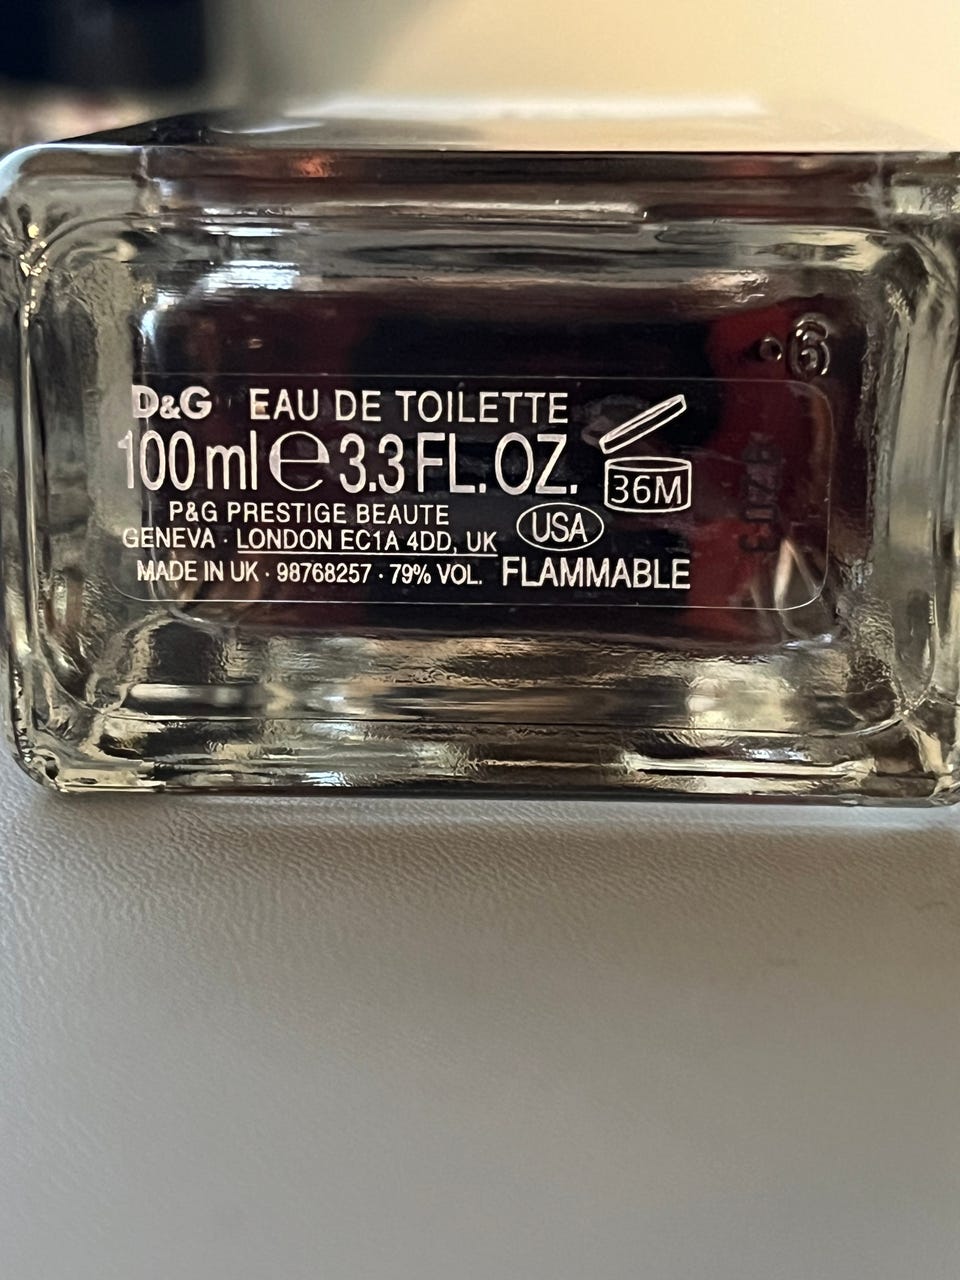 6
D&G EAU DE TOILETTE
100 ml e 3.3 FL. OZ.
36M
P&G PRESTIGE BEAUTE
USA
GENEVA · LONDON EC1A 4DD, UK
MADE IN UK · 98768257 · 79% VOL. FLAMMABLE